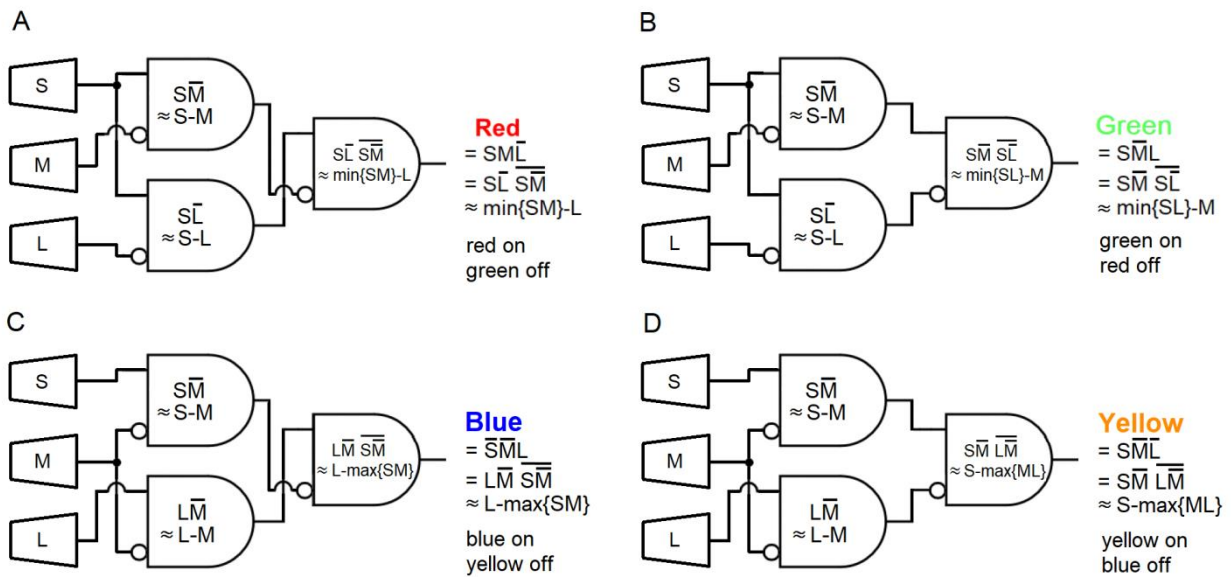 A
S
M
L
SM̅
≈ S-M
SL̅
≈ S-L
SL̅ S̅M̅̅
≈ min{SM}-L
Red
= SML̅
= SL̅ S̅M̅̅
≈ min{SM}-L
red on
green off
B
S
M
L
SM̅
≈ S-M
SL̅
≈ S-L
SM̅ S̅L̅̅
≈ min{SL}-M
Green
= SM̅L
= SM̅ S̅L̅̅
≈ min{SL}-M
green on
red off
C
S
M
L
SM̅
≈ S-M
LM̅
≈ L-M
LM̅ S̅M̅̅
≈ L-max{SM}
Blue
= S̅M̅L
= LM̅ S̅M̅̅
≈ L-max{SM}
blue on
yellow off
D
S
M
L
SM̅
≈ S-M
LM̅
≈ L-M
SM̅ L̅M̅̅
≈ S-max{ML}
Yellow
= SM̅L̅
= SM̅ L̅M̅̅
≈ S-max{ML}
yellow on
blue off